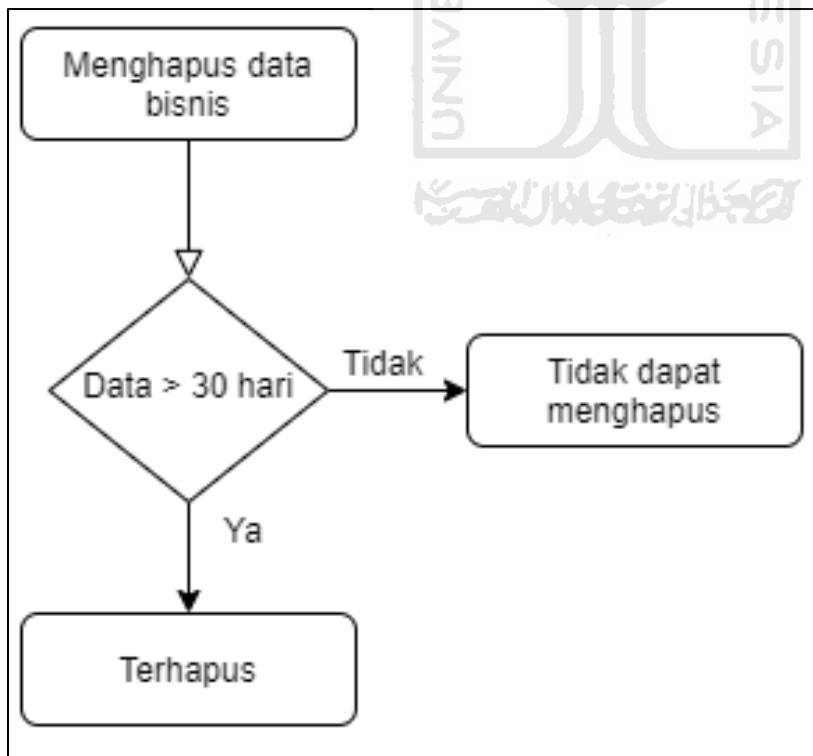 Menghapus data
bisnis
Data > 30 hari
Tidak
Tidak dapat
menghapus
Ya
Terhapus